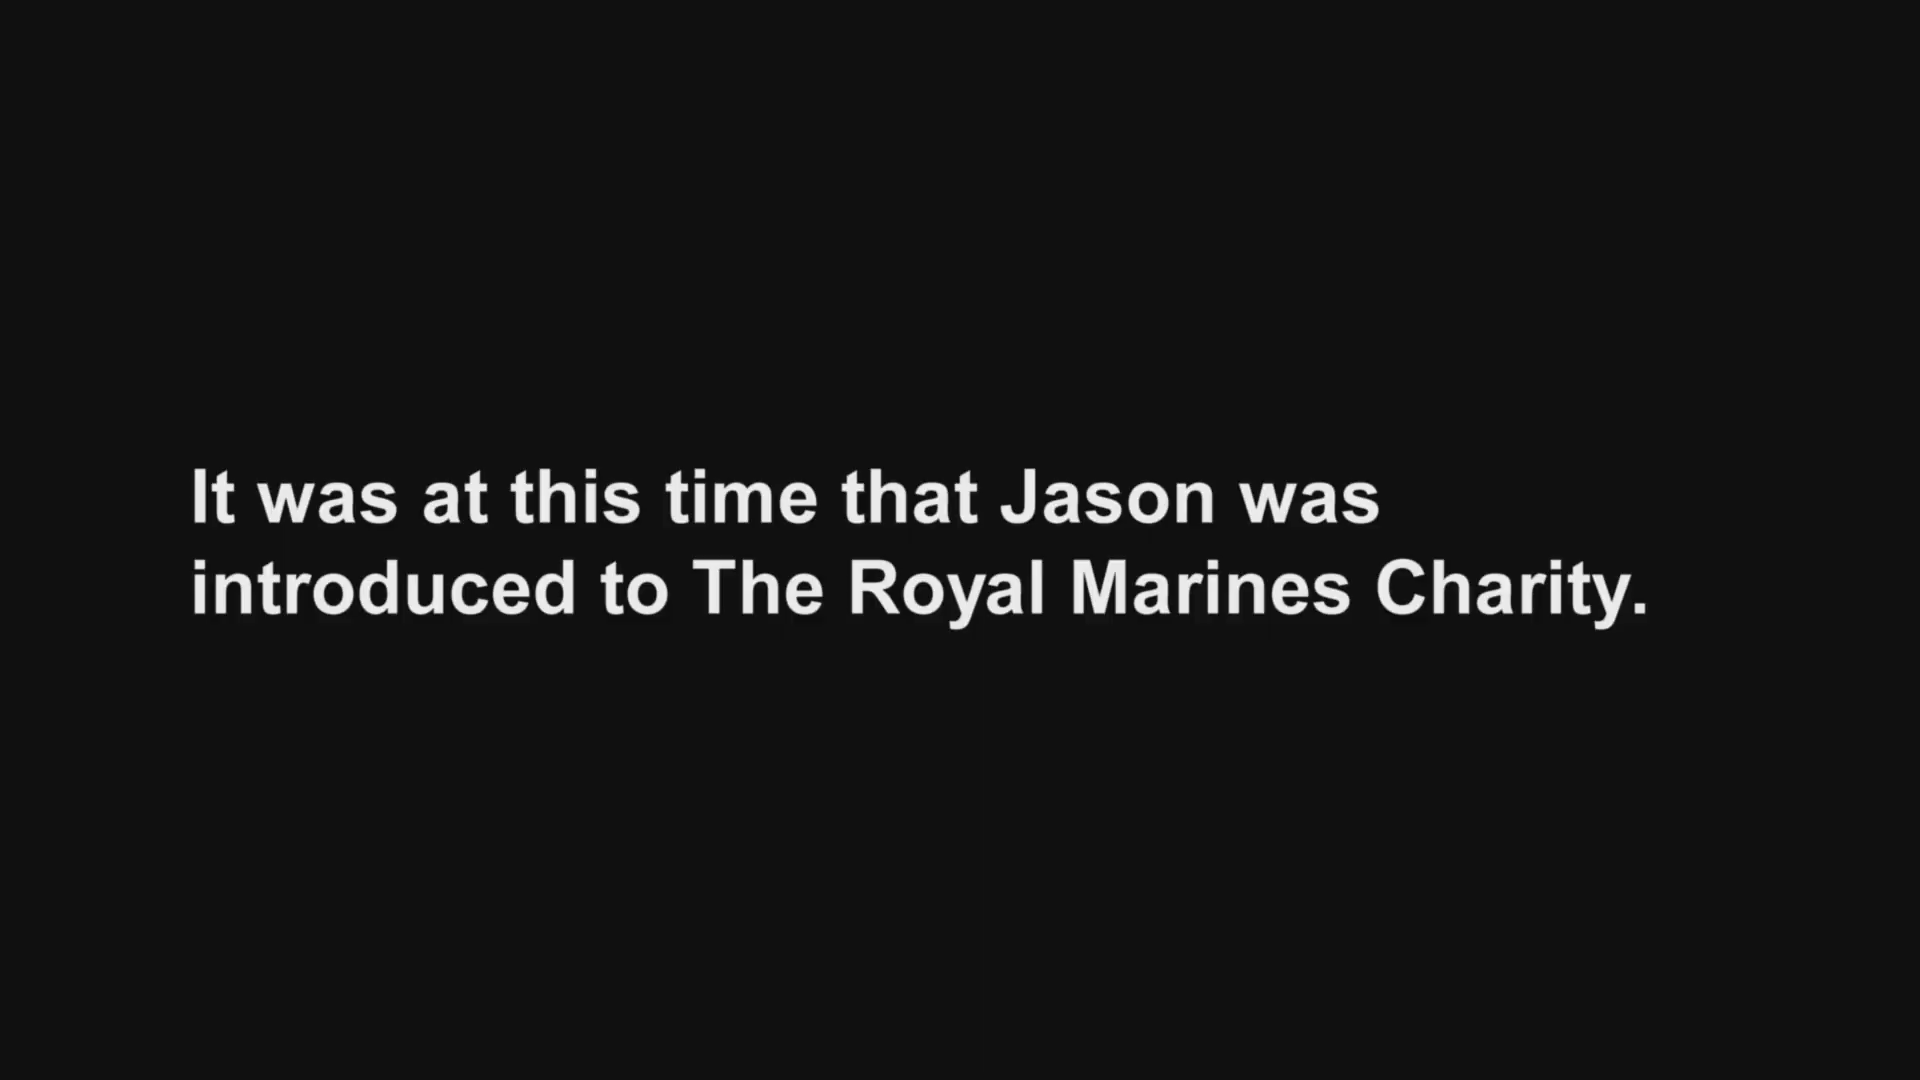 It was at this time that Jason was
introduced to The Royal Marines Charity.